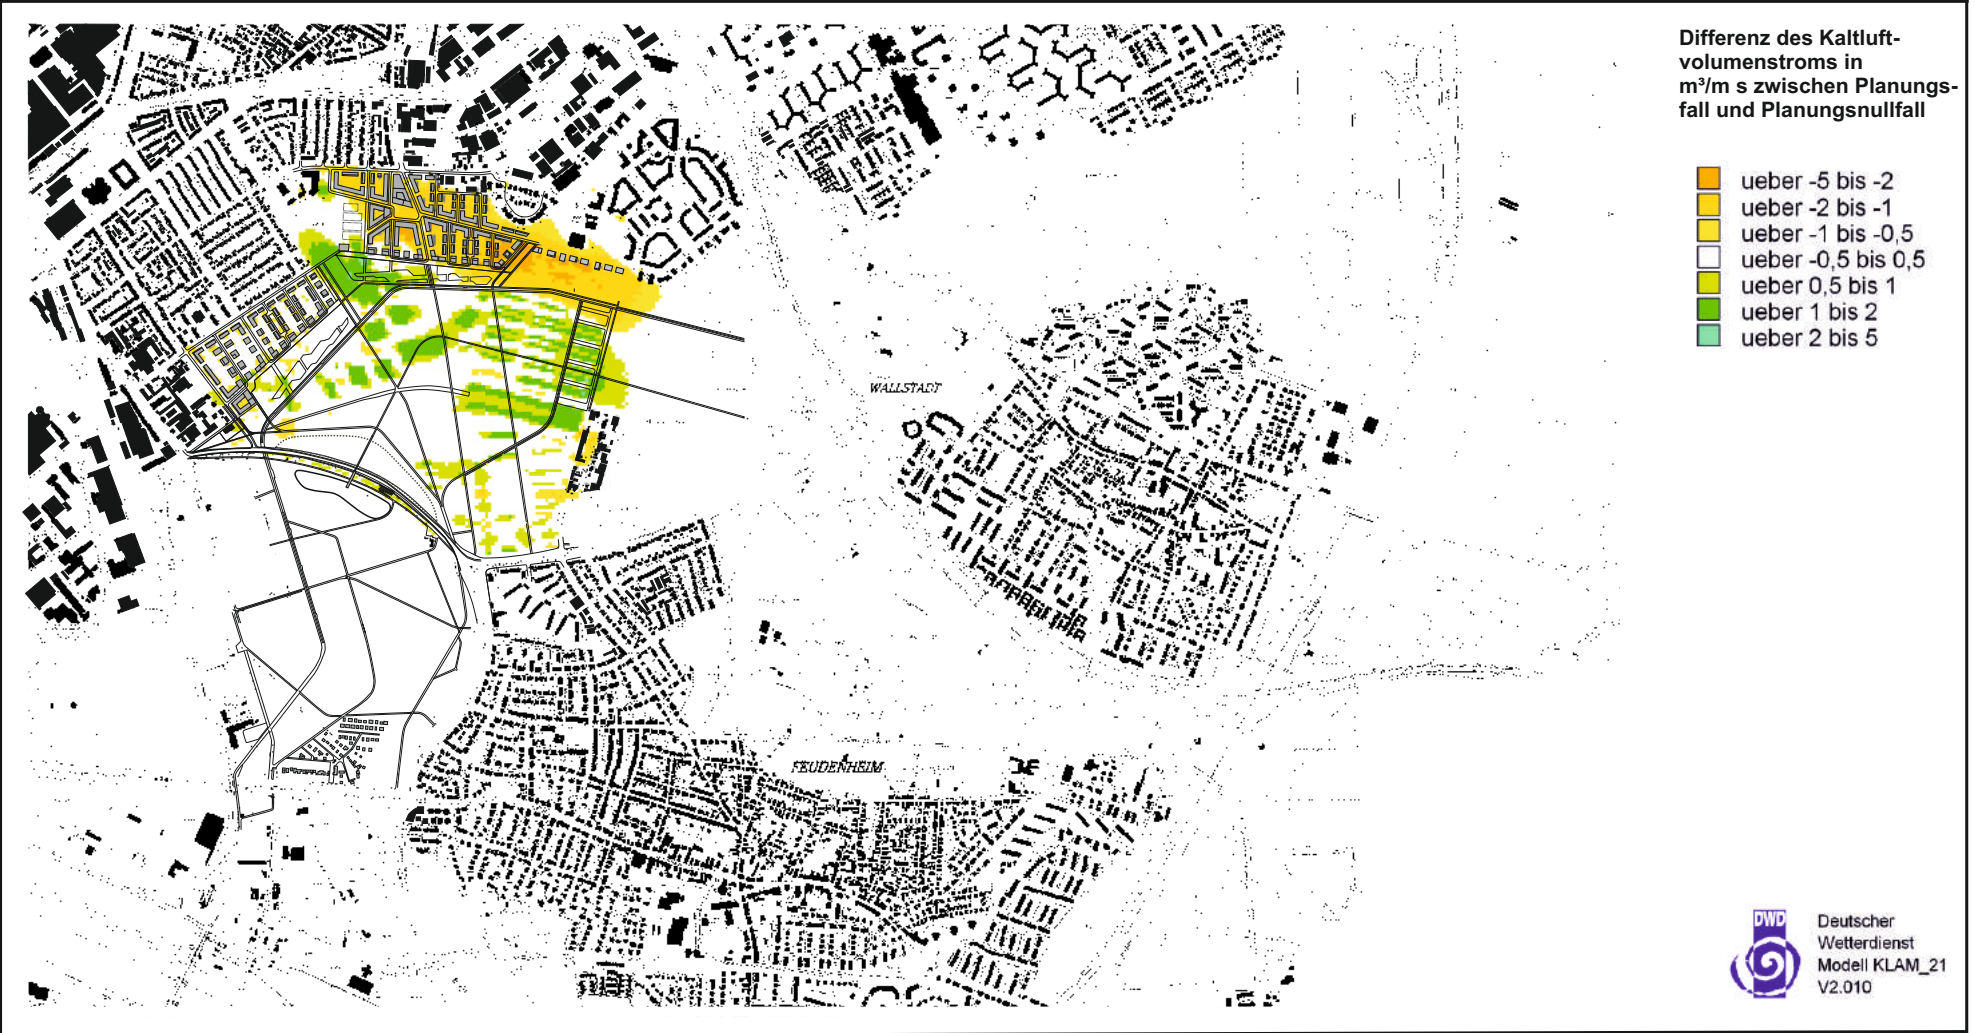 Differenz des Kaltluft-
volumenstroms in
m³/m s zwischen Planungs-
fall und Planungsnullfall
ueber -5 bis -2
ueber -2 bis -1
ueber -1 bis -0,5
ueber -0,5 bis 0,5
ueber 0,5 bis 1
ueber 1 bis 2
ueber 2 bis 5
WALLSTADT
FEUDENHEIM
DWD
Deutscher
Wetterdienst
Modell KLAM_21
V2.010